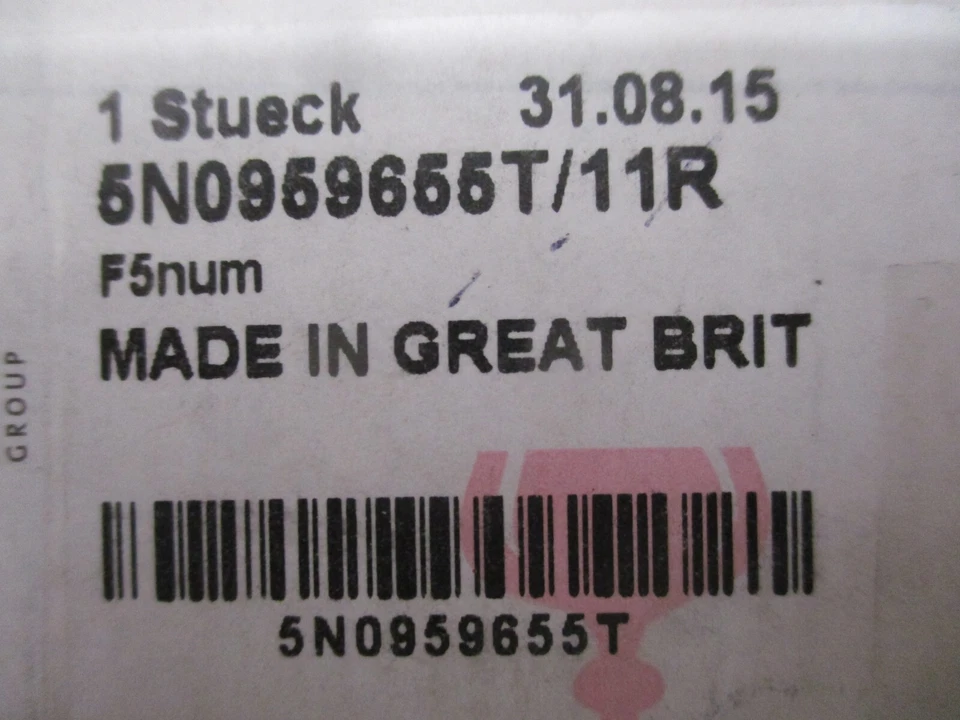 1 Stueck 31.08.15
5N0959655T/11R
F5num
MADE IN GREAT BRIT
GROUP
5N0959655T